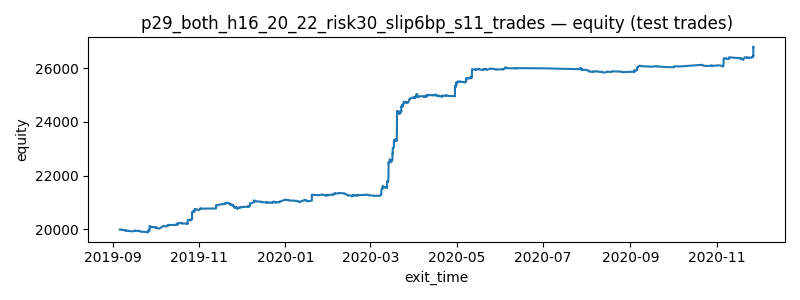 p29_both_h16_20_22_risk30_slip6bp_s11_trades — equity (test trades)
26000
24000
22000
20000
equity
2019-09 2019-11 2020-01 2020-03 2020-05 2020-07 2020-09 2020-11
exit_time